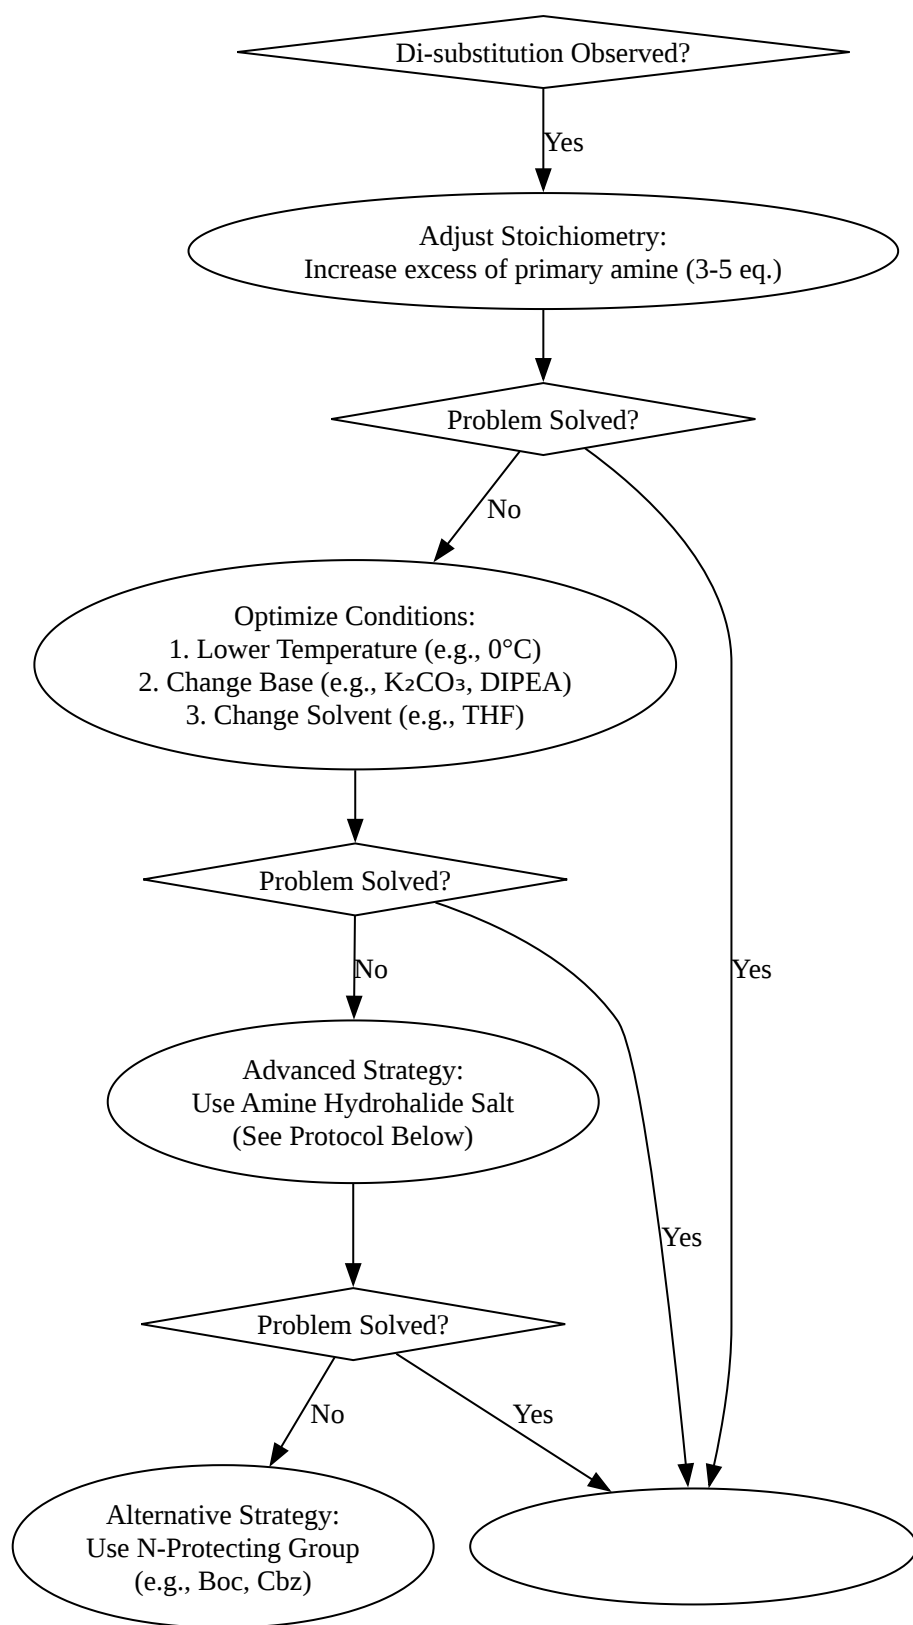 Di-substitution Observed?
Yes
Adjust Stoichiometry:
Increase excess of primary amine (3-5 eq.)
Problem Solved?
No
Optimize Conditions:
1. Lower Temperature (e.g., 0°C)
2. Change Base (e.g., K₂CO₃, DIPEA)
3. Change Solvent (e.g., THF)
Problem Solved?
No
Yes
Advanced Strategy:
Use Amine Hydrohalide Salt
(See Protocol Below)
Yes
Problem Solved?
No
Yes
Alternative Strategy:
Use N-Protecting Group
(e.g., Boc, Cbz)